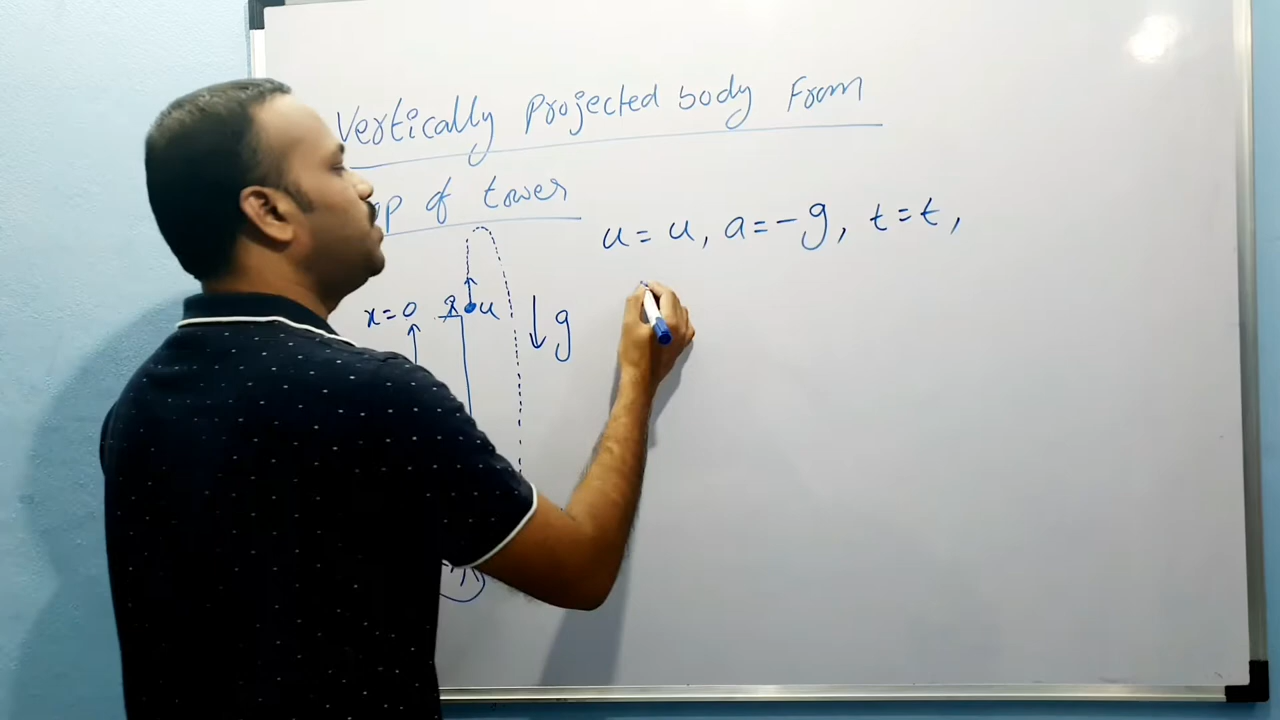 Vertically Projected body From
of tower
u = u, a = -g, t = t,
x = 0 u
g